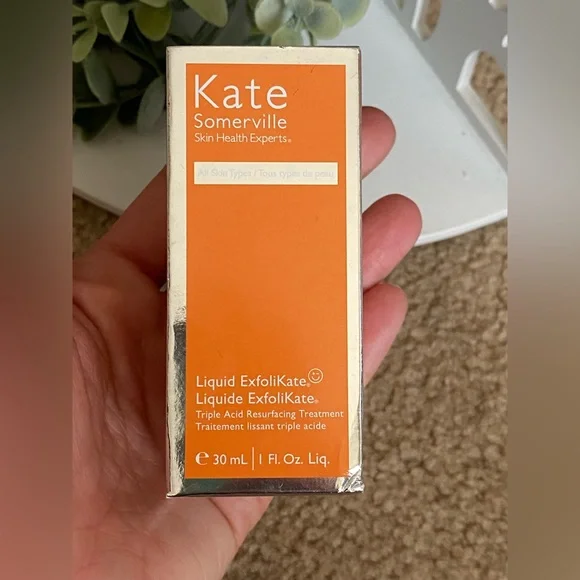 Kate
Somerville
Skin Health Experts®
All Skin Types / Tous types de peau
Liquid ExfoliKate®
Liquide ExfoliKate®
Triple Acid Resurfacing Treatment
Traitement lissant triple acide
e 30 mL | 1 Fl. Oz. Liq.